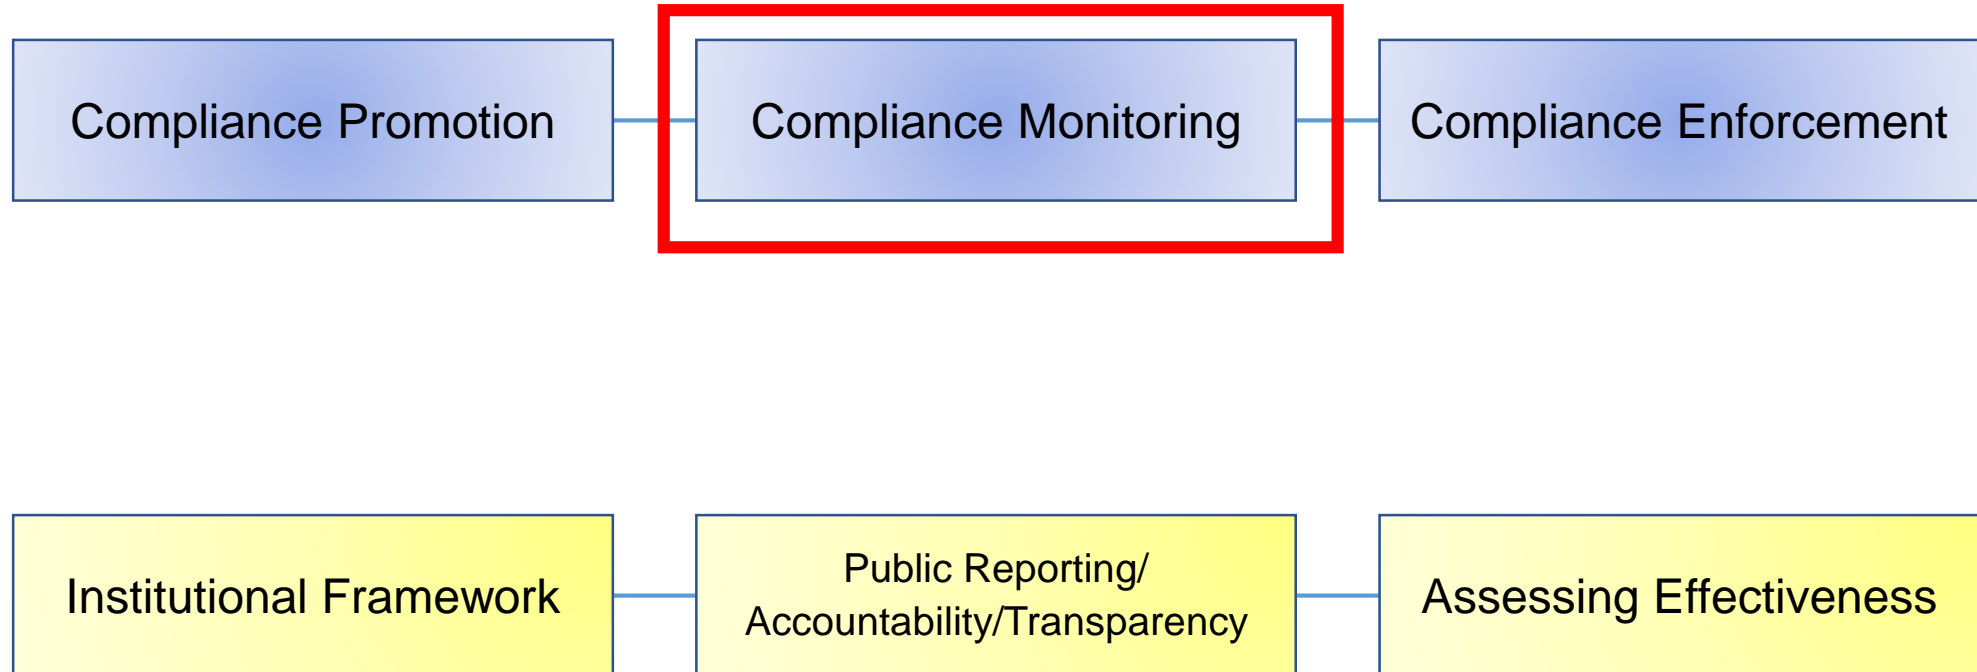 Compliance Promotion
Compliance Monitoring
Compliance Enforcement
Institutional Framework
Public Reporting/
Accountability/Transparency
Assessing Effectiveness